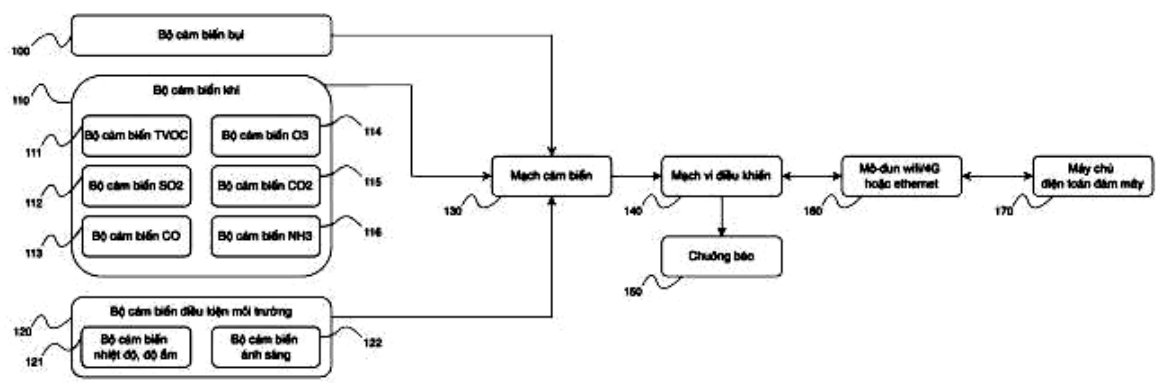 Bộ cảm biến bụi
100
110
Bộ cảm biến khí
Bộ cảm biến TVOC
111
Bộ cảm biến O3
114
Bộ cảm biến SO2
112
Bộ cảm biến CO2
115
Bộ cảm biến CO
113
Bộ cảm biến NH3
116
120
Bộ cảm biến điều kiện môi trường
Bộ cảm biến
nhiệt độ, độ ẩm
121
Bộ cảm biến
ánh sáng
122
Mạch cảm biến
130
Mạch vi điều khiển
140
Chuông báo
150
Mô-đun wifi/4G
hoặc ethernet
160
Máy chủ
điện toán đám mây
170